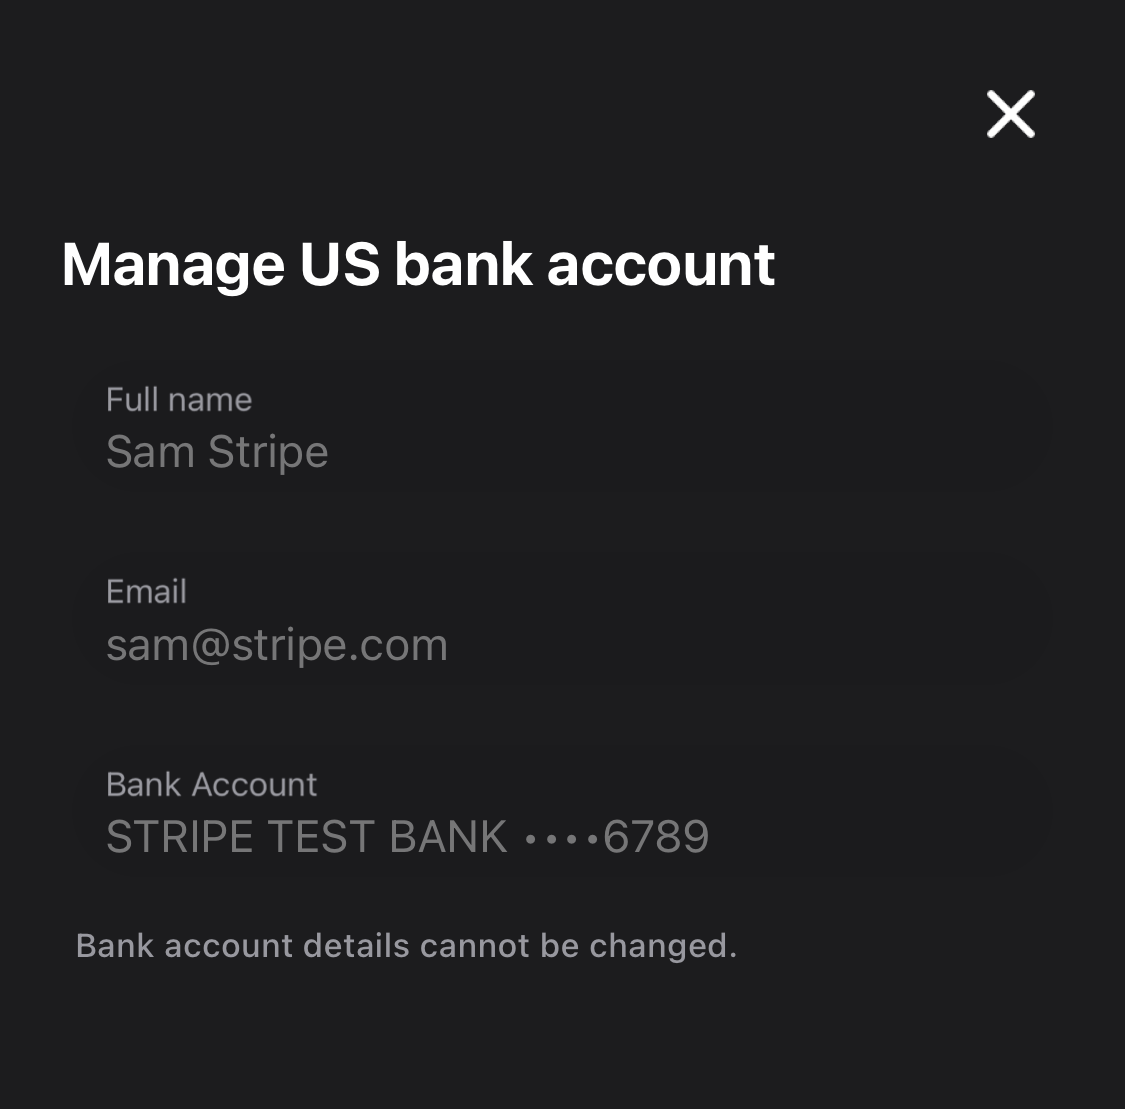 Manage US bank account
Full name
Sam Stripe
Email
sam@stripe.com
Bank Account
STRIPE TEST BANK ••••6789
Bank account details cannot be changed.